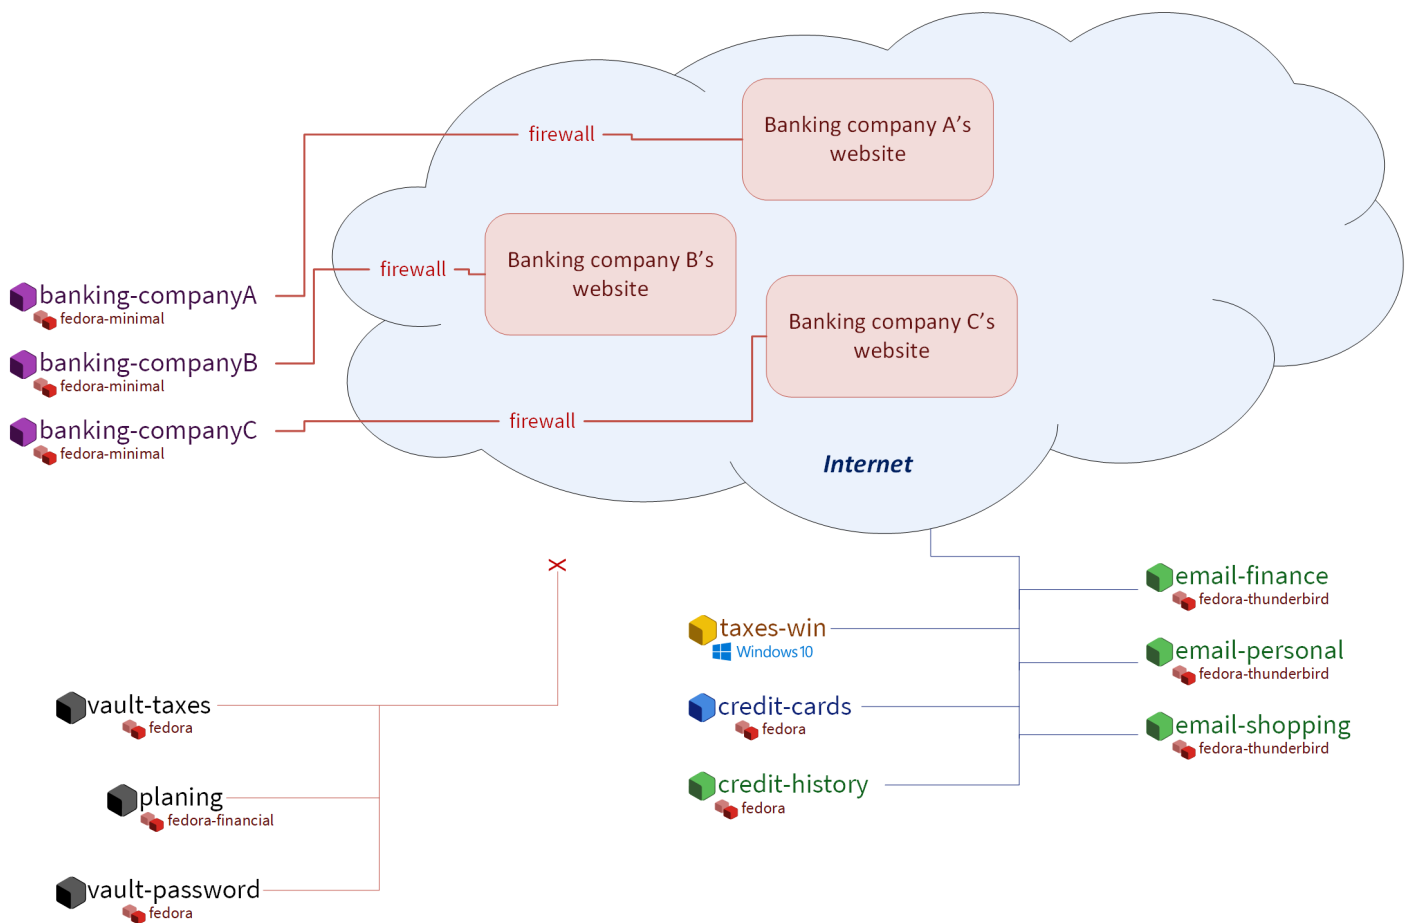 Banking company A's
website
firewall
Banking company B's
website
firewall
banking-companyA
fedora-minimal
Banking company C's
website
banking-companyB
fedora-minimal
firewall
banking-companyC
fedora-minimal
Internet
X
email-finance
fedora-thunderbird
taxes-win
Windows10
email-personal
fedora-thunderbird
vault-taxes
fedora
credit-cards
fedora
email-shopping
fedora-thunderbird
planing
fedora-financial
credit-history
fedora
vault-password
fedora